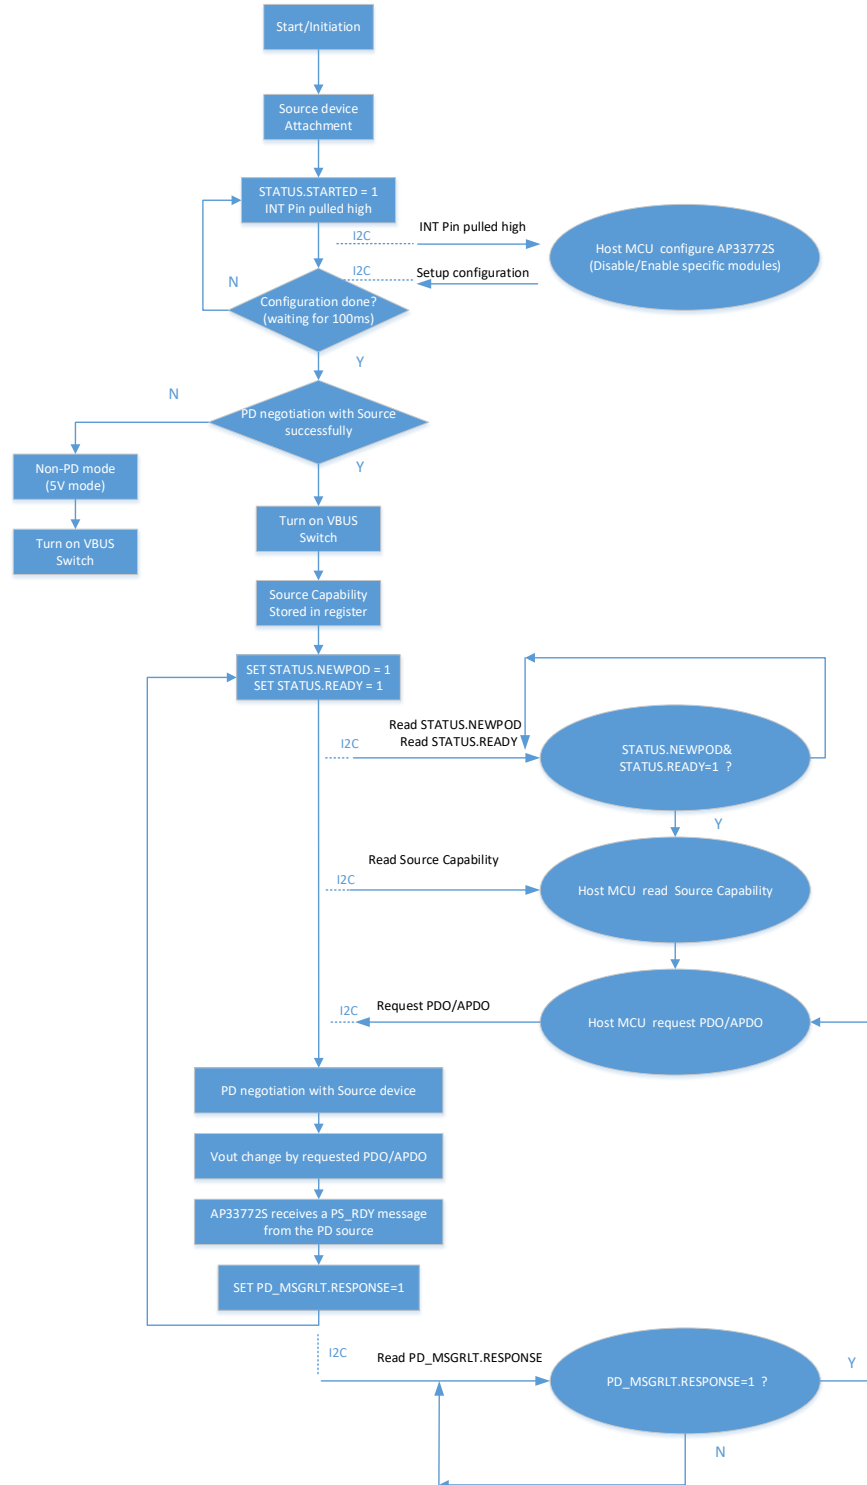 Start/Initiation
Source device
Attachment
STATUS.STARTED = 1
INT Pin pulled high
I2C
INT Pin pulled high
Host MCU configure AP33772S
(Disable/Enable specific modules)
I2C
Setup configuration
N
Configuration done?
(waiting for 100ms)
Y
N
PD negotiation with Source
successfully
Y
Non-PD mode
(5V mode)
Turn on VBUS
Switch
Turn on VBUS
Switch
Source Capability
Stored in register
SET STATUS.NEWPOD = 1
SET STATUS.READY = 1
Read STATUS.NEWPOD
Read STATUS.READY
I2C
STATUS.NEWPOD&
STATUS.READY=1 ?
Y
Read Source Capability
I2C
Host MCU read Source Capability
Request PDO/APDO
I2C
Host MCU request PDO/APDO
PD negotiation with Source device
Vout change by requested PDO/APDO
AP33772S receives a PS_RDY message
from the PD source
SET PD_MSGRLT.RESPONSE=1
I2C
Read PD_MSGRLT.RESPONSE
PD_MSGRLT.RESPONSE=1 ?
Y
N